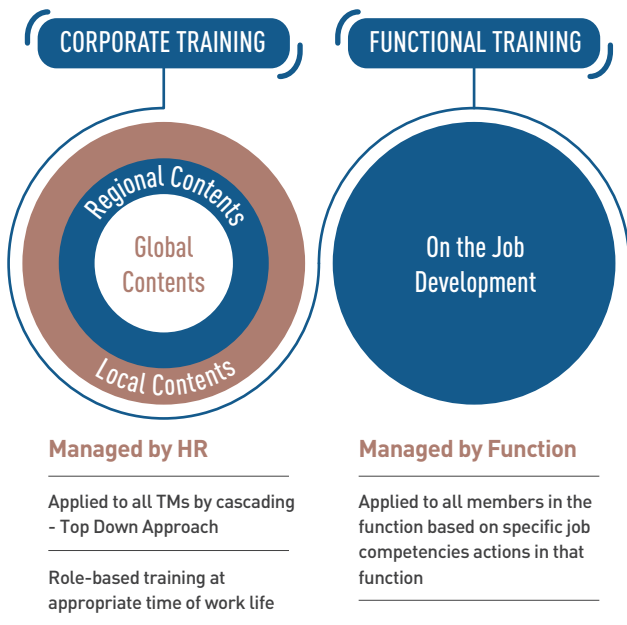 CORPORATE TRAINING
Regional Contents
Global
Contents
Local Contents
Managed by HR
Applied to all TMs by cascading
- Top Down Approach
Role-based training at
appropriate time of work life
FUNCTIONAL TRAINING
On the Job
Development
Managed by Function
Applied to all members in the
function based on specific job
competencies actions in that
function